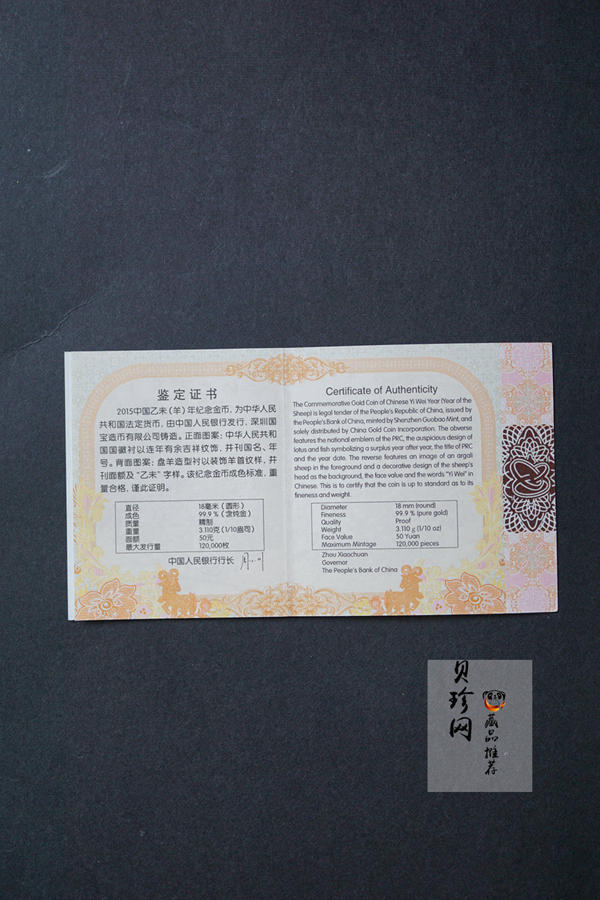 鉴定证书
2015中国乙未(羊)年纪念金币，为中华人民
共和国法定货币，由中国人民银行发行，深圳国
宝造币有限公司铸造。正面图案：中华人民共和
国国徽衬以连年有余吉祥纹饰，并刊国名、年
号。背面图案：盘羊造型衬以装饰羊首纹样，并
刊面额及“乙未”字样。该纪念金币成色标准，重
量合格，谨此证明。
直径 18毫米（圆形）
成色 99.9％（含纯金）
质量 精制
重量 3.110克(1/10盎司)
面额 50元
最大发行量 120,000枚
中国人民银行行长
Certificate of Authenticity
The Commemorative Gold Coin of Chinese Yi Wei Year (Year of the
Sheep) is legal tender of the People's Republic of China, issued by
the People's Bank of China, minted by Shenzhen Guobao Mint, and
solely distributed by China Gold Coin Incorporation. The obverse
features the national emblem of the PRC, the auspicious design of
lotus and fish symbolizing a surplus year after year, the title of PRC
and the year date. The reverse features an image of an argali
sheep in the foreground and a decorative design of the sheep's
head as the background, the face value and the words "Yi Wei" in
Chinese. This is to certify that the coin is up to standard as to its
fineness and weight.
Diameter 18 mm (round)
Fineness 99.9 % (pure gold)
Quality Proof
Weight 3.110 g (1/10 oz)
Face Value 50 Yuan
Maximum Mintage 120,000 pieces
Zhou Xiaochuan
Governor
The People's Bank of China
贝珍网
藏品推荐